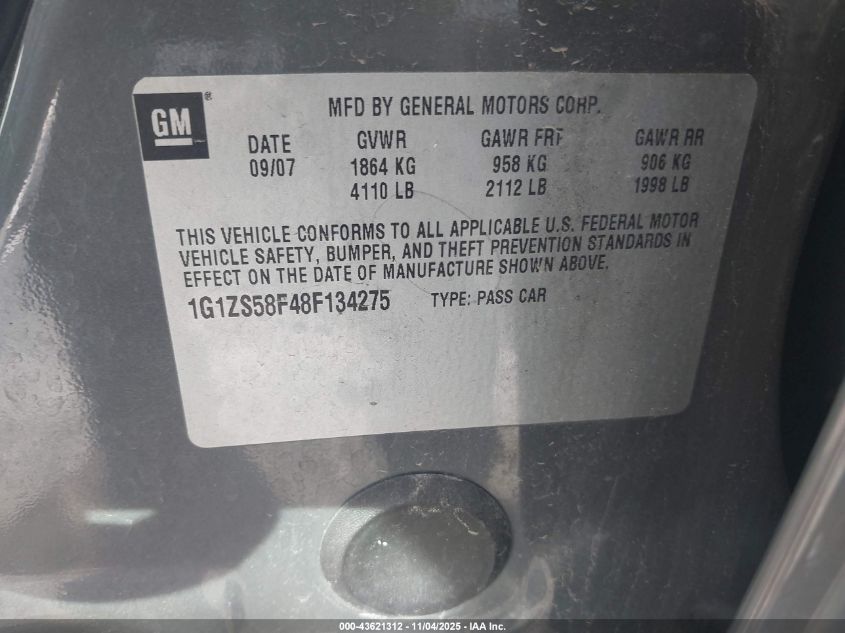 GM®
MFD BY GENERAL MOTORS CORP.
DATE GVWR GAWR FRT GAWR RR
09/07 1864 KG 958 KG 906 KG
4110 LB 2112 LB 1998 LB
THIS VEHICLE CONFORMS TO ALL APPLICABLE U.S. FEDERAL MOTOR
VEHICLE SAFETY, BUMPER, AND THEFT PREVENTION STANDARDS IN
EFFECT ON THE DATE OF MANUFACTURE SHOWN ABOVE.
1G1ZS58F48F134275 TYPE: PASS CAR
000-43621312 - 11/04/2025 - IAA Inc.